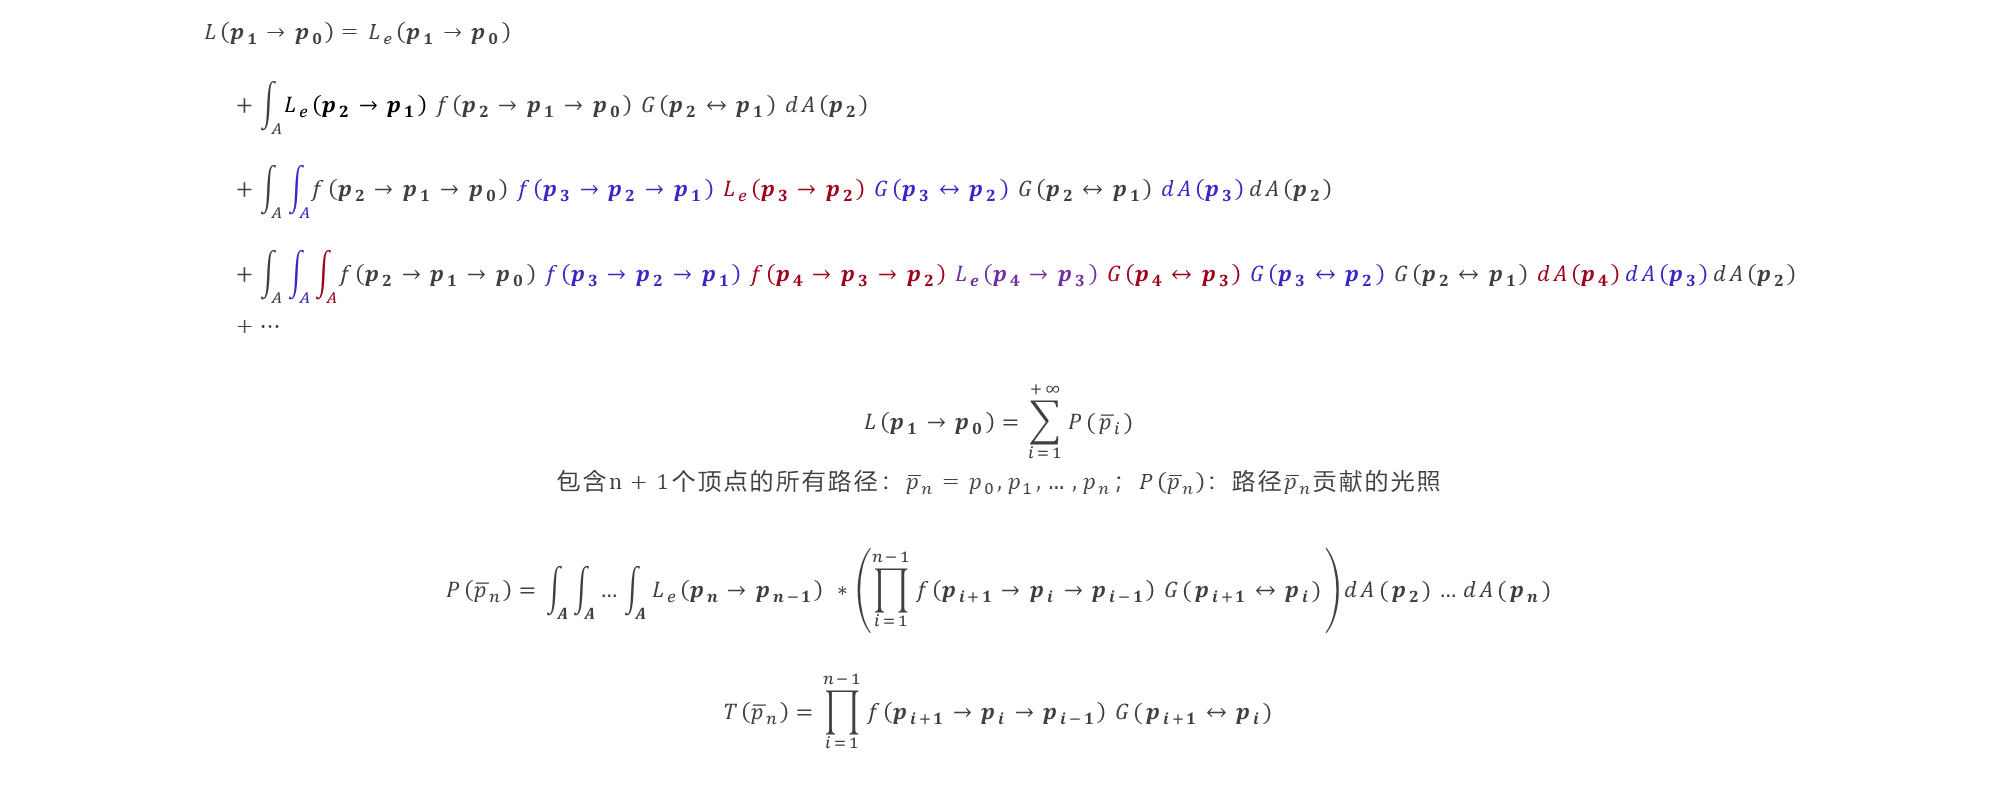 L(p₁ → p₀) = Lₑ(p₁ → p₀)
+ ∫_A Lₑ(p₂ → p₁) f(p₂ → p₁ → p₀) G(p₂ ↔ p₁) dA(p₂)
+ ∫_A ∫_A f(p₂ → p₁ → p₀) f(p₃ → p₂ → p₁) Lₑ(p₃ → p₂) G(p₃ ↔ p₂) G(p₂ ↔ p₁) dA(p₃) dA(p₂)
+ ∫_A ∫_A ∫_A f(p₂ → p₁ → p₀) f(p₃ → p₂ → p₁) f(p₄ → p₃ → p₂) Lₑ(p₄ → p₃) G(p₄ ↔ p₃) G(p₃ ↔ p₂) G(p₂ ↔ p₁) dA(p₄) dA(p₃) dA(p₂)
+ ⋯
L(p₁ → p₀) = ∑_{i=1}^{+∞} P(p̅ᵢ)
包含n + 1个顶点的所有路径：p̅ₙ = p₀, p₁, … , pₙ；P(p̅ₙ)：路径p̅ₙ贡献的光照
P(p̅ₙ) = ∫_A ∫_A … ∫_A Lₑ(pₙ → pₙ₋₁) * (∏_{i=1}^{n−1} f(pᵢ₊₁ → pᵢ → pᵢ₋₁) G(pᵢ₊₁ ↔ pᵢ)) dA(p₂) … dA(pₙ)
T(p̅ₙ) = ∏_{i=1}^{n−1} f(pᵢ₊₁ → pᵢ → pᵢ₋₁) G(pᵢ₊₁ ↔ pᵢ)